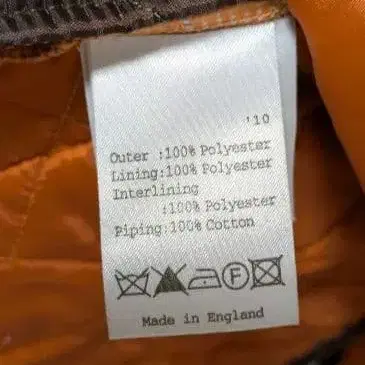 '10
Outer :100% Polyester
Lining:100% Polyester
Interlining
:100% Polyester
Piping:100% Cotton
F
Made in England